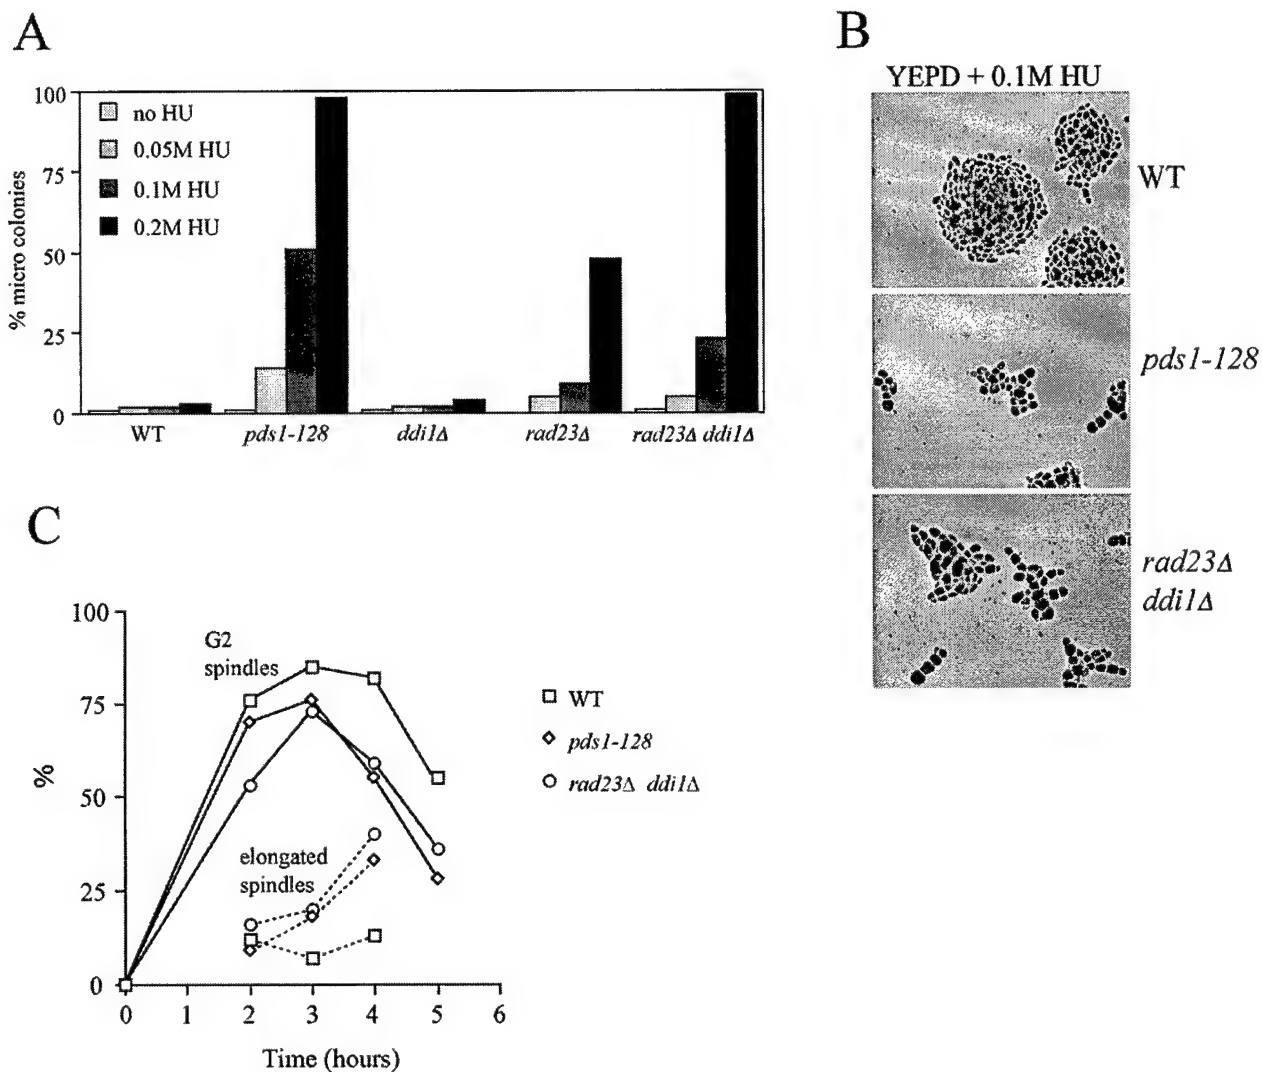 A
100
75
50
25
0
% micro colonies
no HU
0.05M HU
0.1M HU
0.2M HU
WT
pds1-128
ddi1Δ
rad23Δ
rad23Δ ddi1Δ
B
YEPD + 0.1M HU
WT
pds1-128
rad23Δ
ddi1Δ
C
100
75
50
25
0
%
G2
spindles
elongated
spindles
0 1 2 3 4 5 6
Time (hours)
WT
pds1-128
rad23Δ ddi1Δ